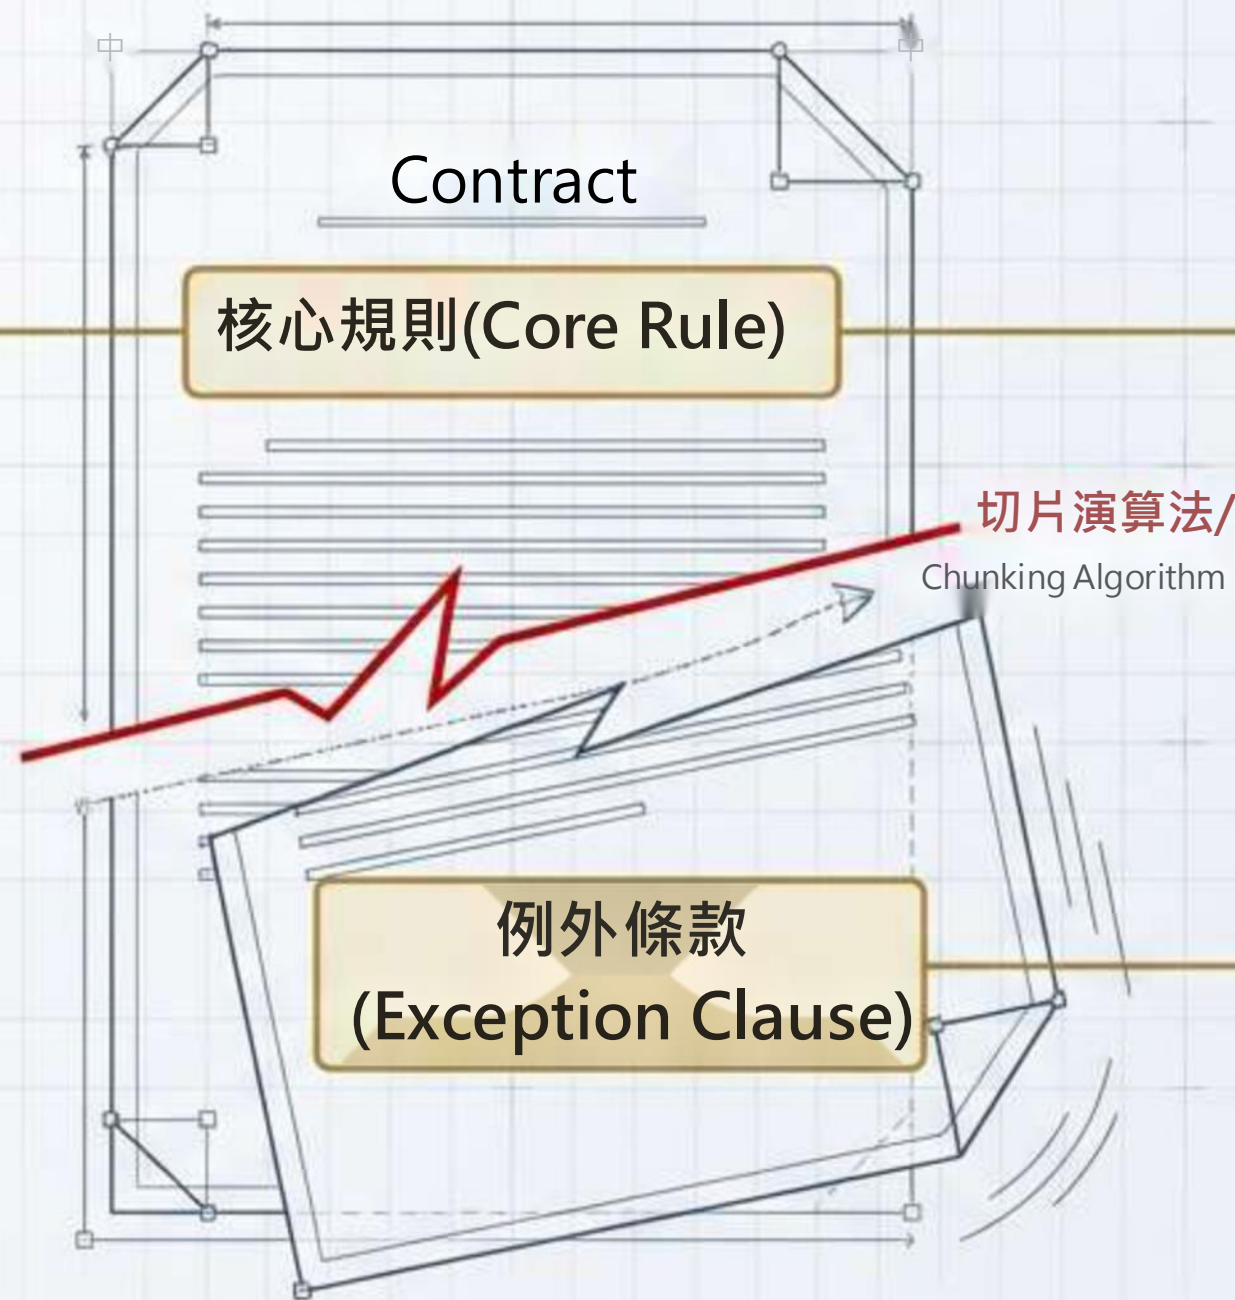 Contract
核心規則(Core Rule)
切片演算法/
Chunking Algorithm
例外條款
(Exception Clause)